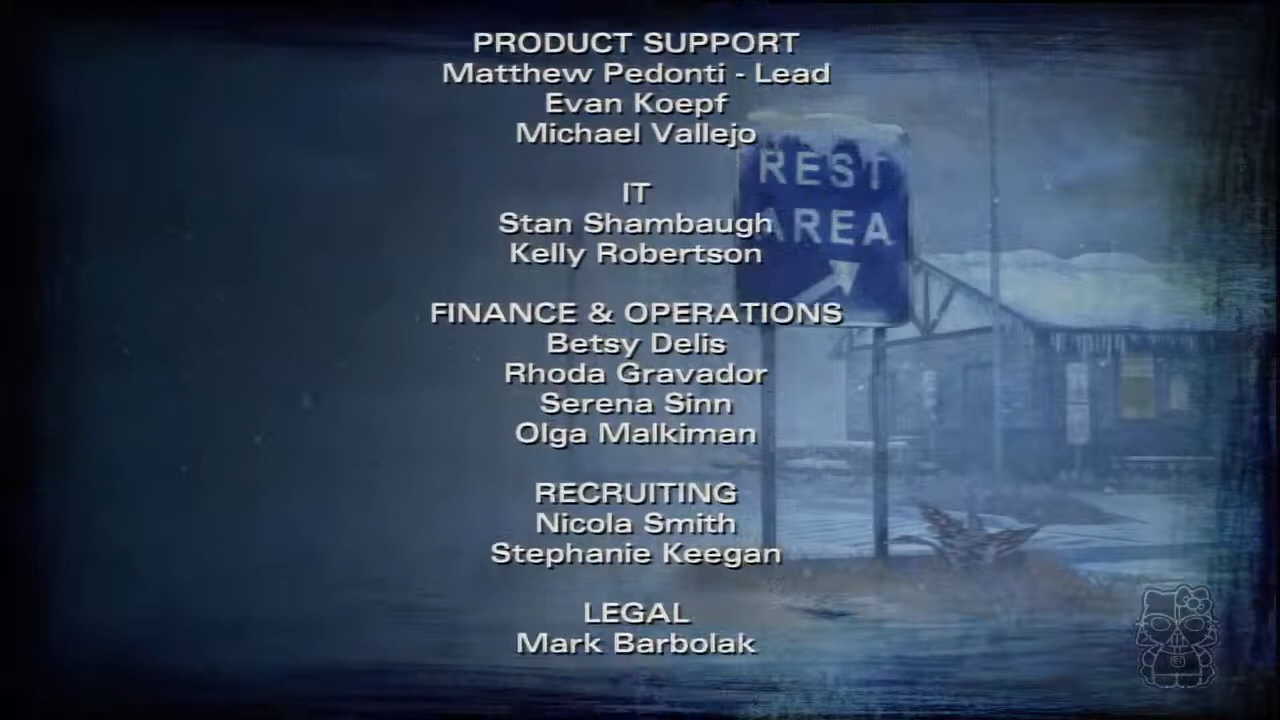 PRODUCT SUPPORT
Matthew Pedonti - Lead
Evan Koepf
Michael Vallejo
REST
AREA
IT
Stan Shambaugh
Kelly Robertson
FINANCE & OPERATIONS
Betsy Delis
Rhoda Gravador
Serena Sinn
Olga Malkiman
RECRUITING
Nicola Smith
Stephanie Keegan
LEGAL
Mark Barbolak